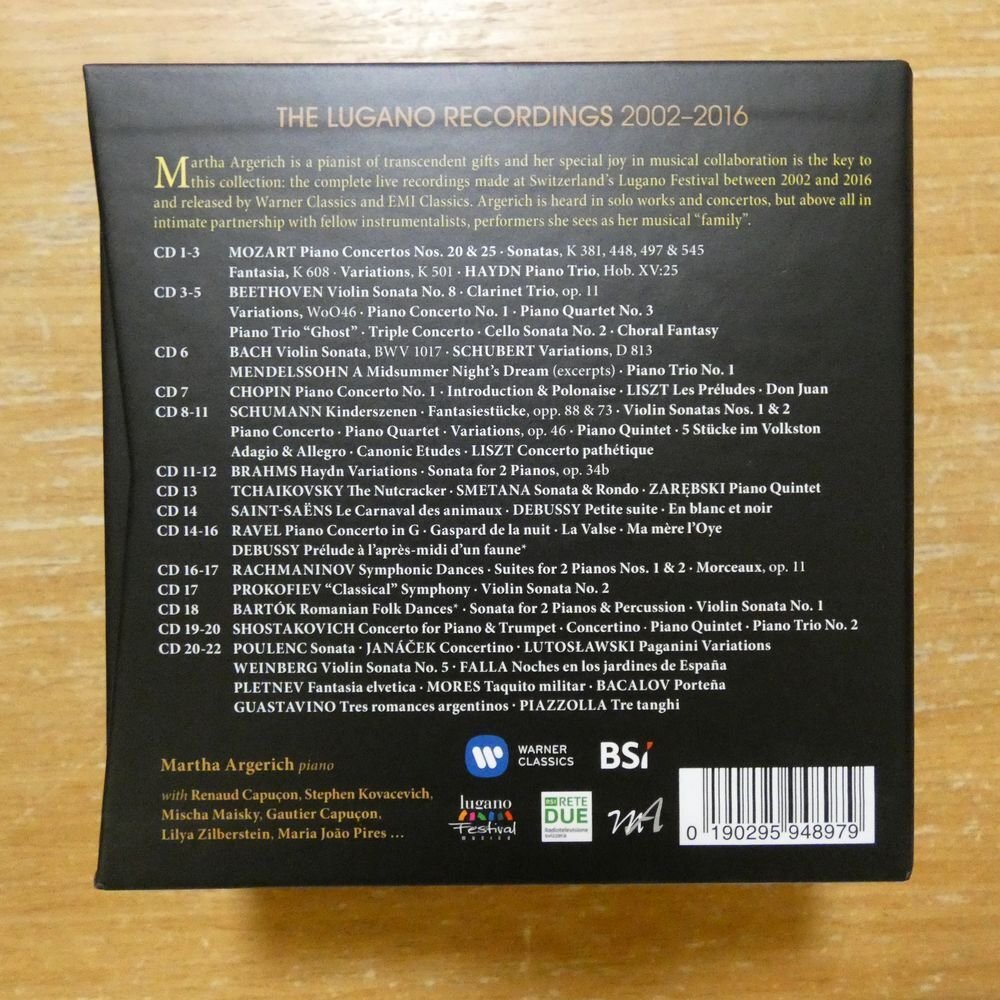 THE LUGANO RECORDINGS 2002–2016
Martha Argerich is a pianist of transcendent gifts and her special joy in musical collaboration is the key to
this collection: the complete live recordings made at Switzerland's Lugano Festival between 2002 and 2016
and released by Warner Classics and EMI Classics. Argerich is heard in solo works and concertos, but above all in
intimate partnership with fellow instrumentalists, performers she sees as her musical “family”.
CD 1-3 MOZART Piano Concertos Nos. 20 & 25 · Sonatas, K 381, 448, 497 & 545
Fantasia, K 608 · Variations, K 501 · HAYDN Piano Trio, Hob. XV:25
CD 3-5 BEETHOVEN Violin Sonata No. 8 · Clarinet Trio, op. 11
Variations, WoO46 · Piano Concerto No. 1 · Piano Quartet No. 3
Piano Trio “Ghost” · Triple Concerto · Cello Sonata No. 2 · Choral Fantasy
CD 6 BACH Violin Sonata, BWV 1017 · SCHUBERT Variations, D 813
MENDELSSOHN A Midsummer Night's Dream (excerpts) · Piano Trio No. 1
CD 7 CHOPIN Piano Concerto No. 1 · Introduction & Polonaise · LISZT Les Préludes · Don Juan
CD 8-11 SCHUMANN Kinderszenen · Fantasiestücke, opp. 88 & 73 · Violin Sonatas Nos. 1 & 2
Piano Concerto · Piano Quartet · Variations, op. 46 · Piano Quintet · 5 Stücke im Volkston
Adagio & Allegro · Canonic Etudes · LISZT Concerto pathétique
CD 11-12 BRAHMS Haydn Variations · Sonata for 2 Pianos, op. 34b
CD 13 TCHAIKOVSKY The Nutcracker · SMETANA Sonata & Rondo · ZARĘBSKI Piano Quintet
CD 14 SAINT-SAËNS Le Carnaval des animaux · DEBUSSY Petite suite · En blanc et noir
CD 14-16 RAVEL Piano Concerto in G · Gaspard de la nuit · La Valse · Ma mère l'Oye
DEBUSSY Prélude à l'après-midi d'un faune*
CD 16-17 RACHMANINOV Symphonic Dances · Suites for 2 Pianos Nos. 1 & 2 · Morceaux, op. 11
CD 17 PROKOFIEV “Classical” Symphony · Violin Sonata No. 2
CD 18 BARTÓK Romanian Folk Dances* · Sonata for 2 Pianos & Percussion · Violin Sonata No. 1
CD 19-20 SHOSTAKOVICH Concerto for Piano & Trumpet · Concertino · Piano Quintet · Piano Trio No. 2
CD 20-22 POULENC Sonata · JANÁČEK Concertino · LUTOSŁAWSKI Paganini Variations
WEINBERG Violin Sonata No. 5 · FALLA Noches en los jardines de España
PLETNEV Fantasia elvetica · MORES Taquito militar · BACALOV Porteña
GUASTAVINO Tres romances argentinos · PIAZZOLLA Tre tanghi
Martha Argerich piano
with Renaud Capuçon, Stephen Kovacevich,
Mischa Maisky, Gautier Capuçon,
Lilya Zilberstein, Maria João Pires ...
WARNER
CLASSICS
BSi
lugano
Festival
musica
RSI RETE
DUE
Radiotelevisione
svizzera
mA
0 190295 948979